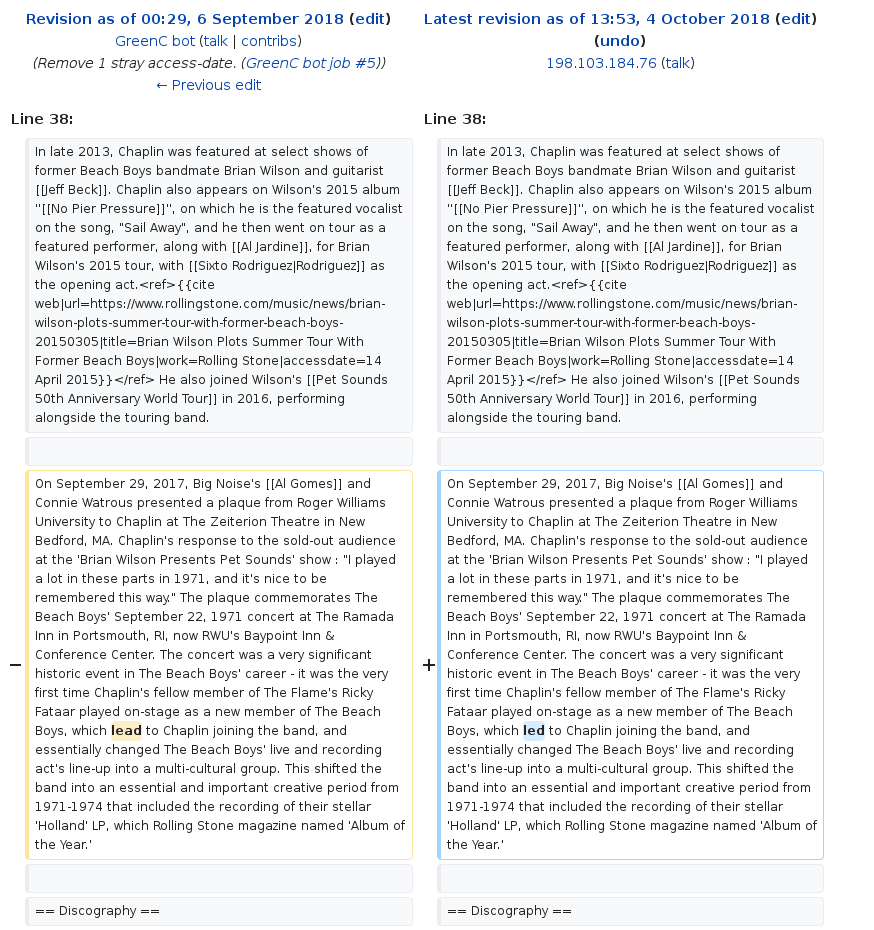 Revision as of 00:29, 6 September 2018 (edit)
GreenC bot (talk | contribs)
(Remove 1 stray access-date. (GreenC bot job #5))
← Previous edit
Latest revision as of 13:53, 4 October 2018 (edit)
(undo)
198.103.184.76 (talk)
Line 38:
Line 38:
In late 2013, Chaplin was featured at select shows of
former Beach Boys bandmate Brian Wilson and guitarist
[[Jeff Beck]]. Chaplin also appears on Wilson's 2015 album
''[[No Pier Pressure]]'', on which he is the featured vocalist
on the song, "Sail Away", and he then went on tour as a
featured performer, along with [[Al Jardine]], for Brian
Wilson's 2015 tour, with [[Sixto Rodriguez|Rodriguez]] as
the opening act.<ref>{{cite
web|url=https://www.rollingstone.com/music/news/brian-
wilson-plots-summer-tour-with-former-beach-boys-
20150305|title=Brian Wilson Plots Summer Tour With
Former Beach Boys|work=Rolling Stone|accessdate=14
April 2015}}</ref> He also joined Wilson's [[Pet Sounds
50th Anniversary World Tour]] in 2016, performing
alongside the touring band.
In late 2013, Chaplin was featured at select shows of
former Beach Boys bandmate Brian Wilson and guitarist
[[Jeff Beck]]. Chaplin also appears on Wilson's 2015 album
''[[No Pier Pressure]]'', on which he is the featured vocalist
on the song, "Sail Away", and he then went on tour as a
featured performer, along with [[Al Jardine]], for Brian
Wilson's 2015 tour, with [[Sixto Rodriguez|Rodriguez]] as
the opening act.<ref>{{cite
web|url=https://www.rollingstone.com/music/news/brian-
wilson-plots-summer-tour-with-former-beach-boys-
20150305|title=Brian Wilson Plots Summer Tour With
Former Beach Boys|work=Rolling Stone|accessdate=14
April 2015}}</ref> He also joined Wilson's [[Pet Sounds
50th Anniversary World Tour]] in 2016, performing
alongside the touring band.
−
On September 29, 2017, Big Noise's [[Al Gomes]] and
Connie Watrous presented a plaque from Roger Williams
University to Chaplin at The Zeiterion Theatre in New
Bedford, MA. Chaplin's response to the sold-out audience
at the 'Brian Wilson Presents Pet Sounds' show : "I played
a lot in these parts in 1971, and it's nice to be
remembered this way." The plaque commemorates The
Beach Boys' September 22, 1971 concert at The Ramada
Inn in Portsmouth, RI, now RWU's Baypoint Inn &
Conference Center. The concert was a very significant
historic event in The Beach Boys' career - it was the very
first time Chaplin's fellow member of The Flame's Ricky
Fataar played on-stage as a new member of The Beach
Boys, which lead to Chaplin joining the band, and
essentially changed The Beach Boys' live and recording
act's line-up into a multi-cultural group. This shifted the
band into an essential and important creative period from
1971-1974 that included the recording of their stellar
'Holland' LP, which Rolling Stone magazine named 'Album of
the Year.'
+
On September 29, 2017, Big Noise's [[Al Gomes]] and
Connie Watrous presented a plaque from Roger Williams
University to Chaplin at The Zeiterion Theatre in New
Bedford, MA. Chaplin's response to the sold-out audience
at the 'Brian Wilson Presents Pet Sounds' show : "I played
a lot in these parts in 1971, and it's nice to be
remembered this way." The plaque commemorates The
Beach Boys' September 22, 1971 concert at The Ramada
Inn in Portsmouth, RI, now RWU's Baypoint Inn &
Conference Center. The concert was a very significant
historic event in The Beach Boys' career - it was the very
first time Chaplin's fellow member of The Flame's Ricky
Fataar played on-stage as a new member of The Beach
Boys, which led to Chaplin joining the band, and
essentially changed The Beach Boys' live and recording
act's line-up into a multi-cultural group. This shifted the
band into an essential and important creative period from
1971-1974 that included the recording of their stellar
'Holland' LP, which Rolling Stone magazine named 'Album of
the Year.'
== Discography ==
== Discography ==